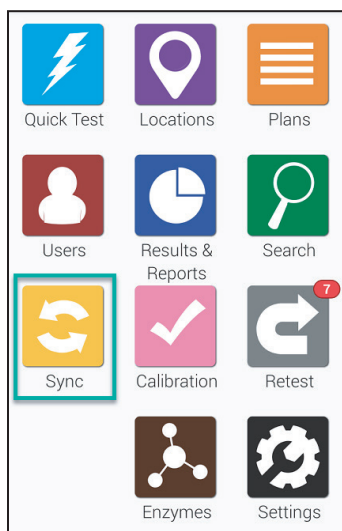 Quick Test
Locations
Plans
Users
Results &
Reports
Search
7
Sync
Calibration
Retest
Enzymes
Settings